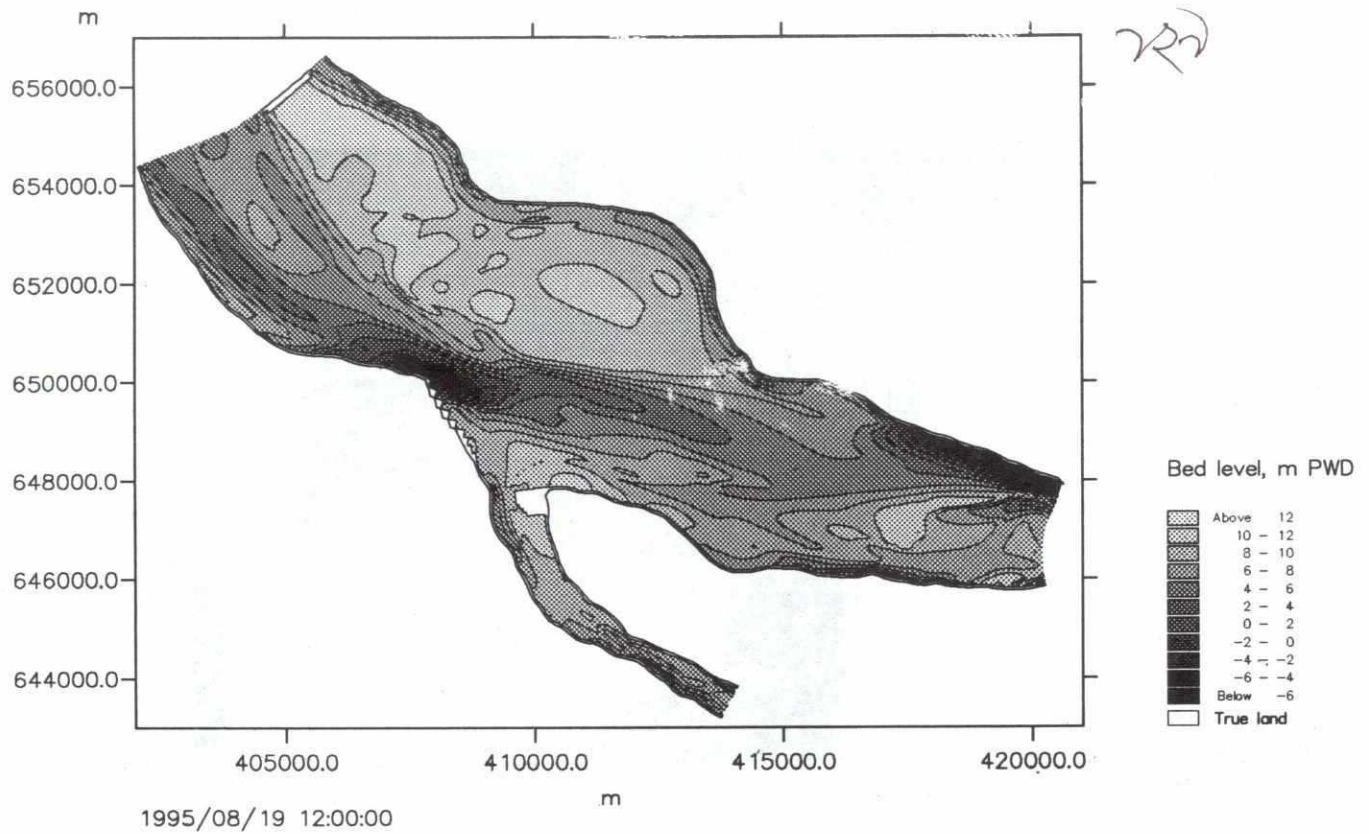 m
656000.0
654000.0
652000.0
650000.0
648000.0
646000.0
644000.0
405000.0 410000.0 415000.0 420000.0
m
1995/08/19 12:00:00
Bed level, m PWD
Above 12
10 - 12
8 - 10
6 - 8
4 - 6
2 - 4
0 - 2
-2 - 0
-4 - -2
-6 - -4
Below -6
True land